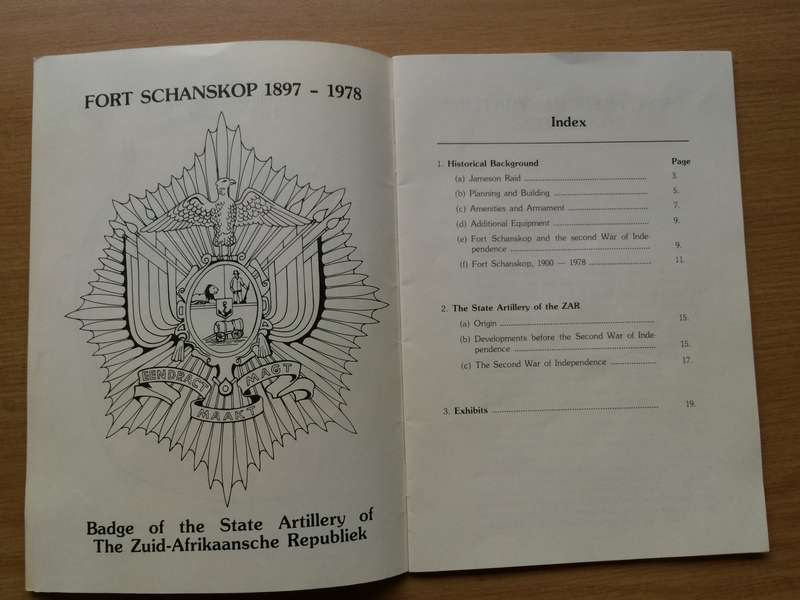 FORT SCHANSKOP 1897 – 1978
EENDRACT
MAAKT
MAGT
Badge of the State Artillery of
The Zuid-Afrikaansche Republiek
Index
1. Historical Background Page
(a) Jameson Raid ........ 3.
(b) Planning and Building ........ 5.
(c) Amenities and Armament ........ 7.
(d) Additional Equipment ........ 9.
(e) Fort Schanskop and the second War of Inde-
pendence ........ 9.
(f) Fort Schanskop, 1900 — 1978 ........ 11.
2. The State Artillery of the ZAR
(a) Origin ........ 15.
(b) Developments before the Second War of Inde-
pendence ........ 15.
(c) The Second War of Independence ........ 17.
3. Exhibits ........ 19.